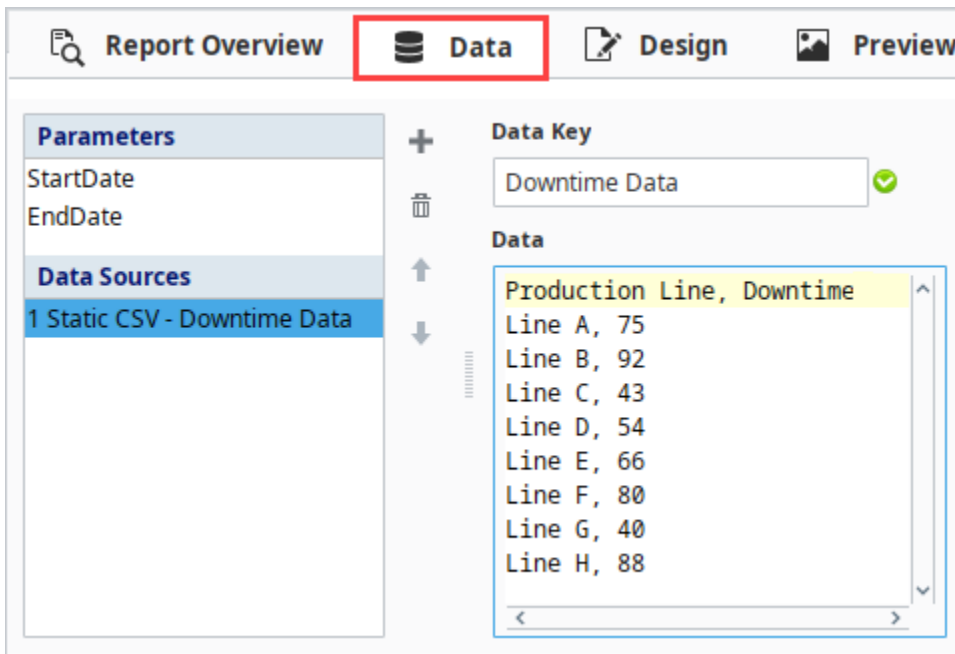 Report Overview Data Design Preview
Parameters
StartDate
EndDate
Data Sources
1 Static CSV - Downtime Data
Data Key
Downtime Data
Data
Production Line, Downtime
Line A, 75
Line B, 92
Line C, 43
Line D, 54
Line E, 66
Line F, 80
Line G, 40
Line H, 88